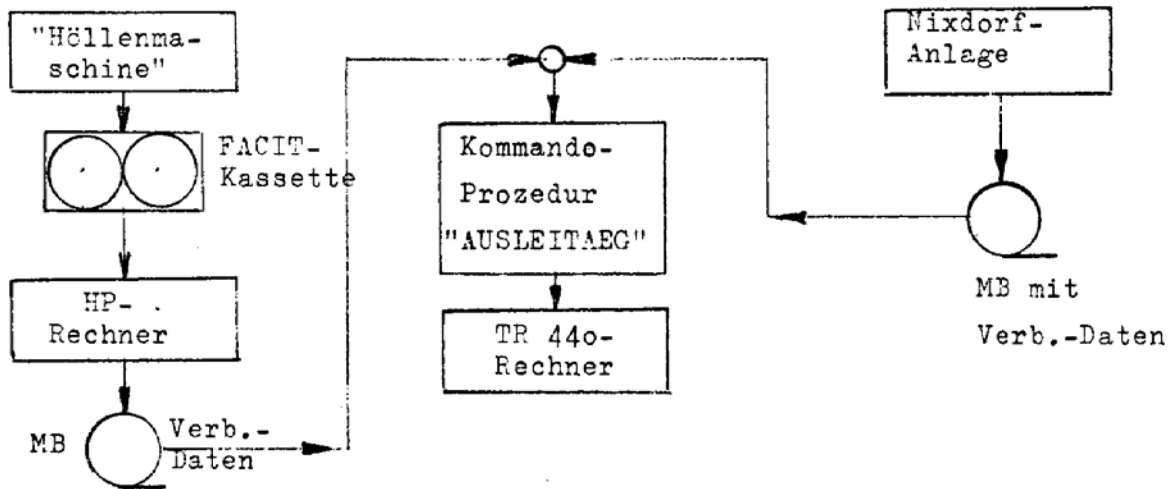 "Höllenma-
schine"
FACIT-
Kassette
HP-
Rechner
MB
Verb.-
Daten
Kommando-
Prozedur
"AUSLEITAEG"
TR 44o-
Rechner
Nixdorf-
Anlage
MB mit
Verb.-Daten